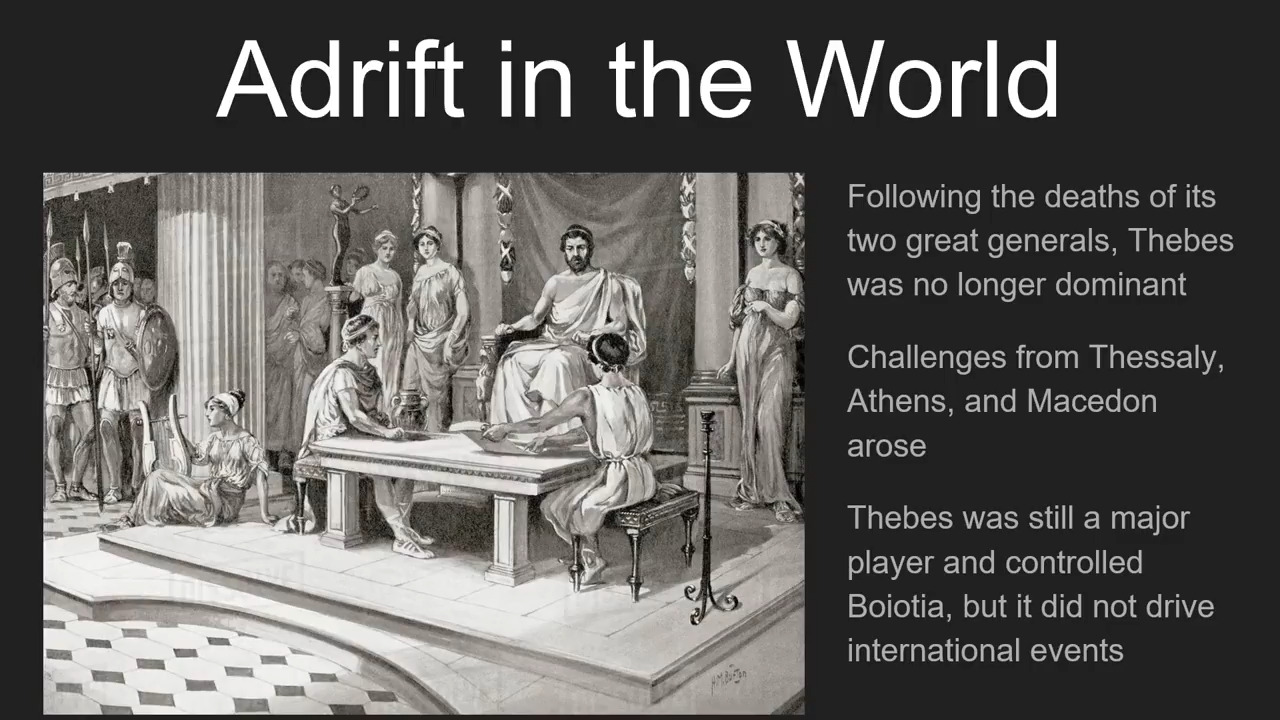 Adrift in the World
Following the deaths of its
two great generals, Thebes
was no longer dominant
Challenges from Thessaly,
Athens, and Macedon
arose
Thebes was still a major
player and controlled
Boiotia, but it did not drive
international events